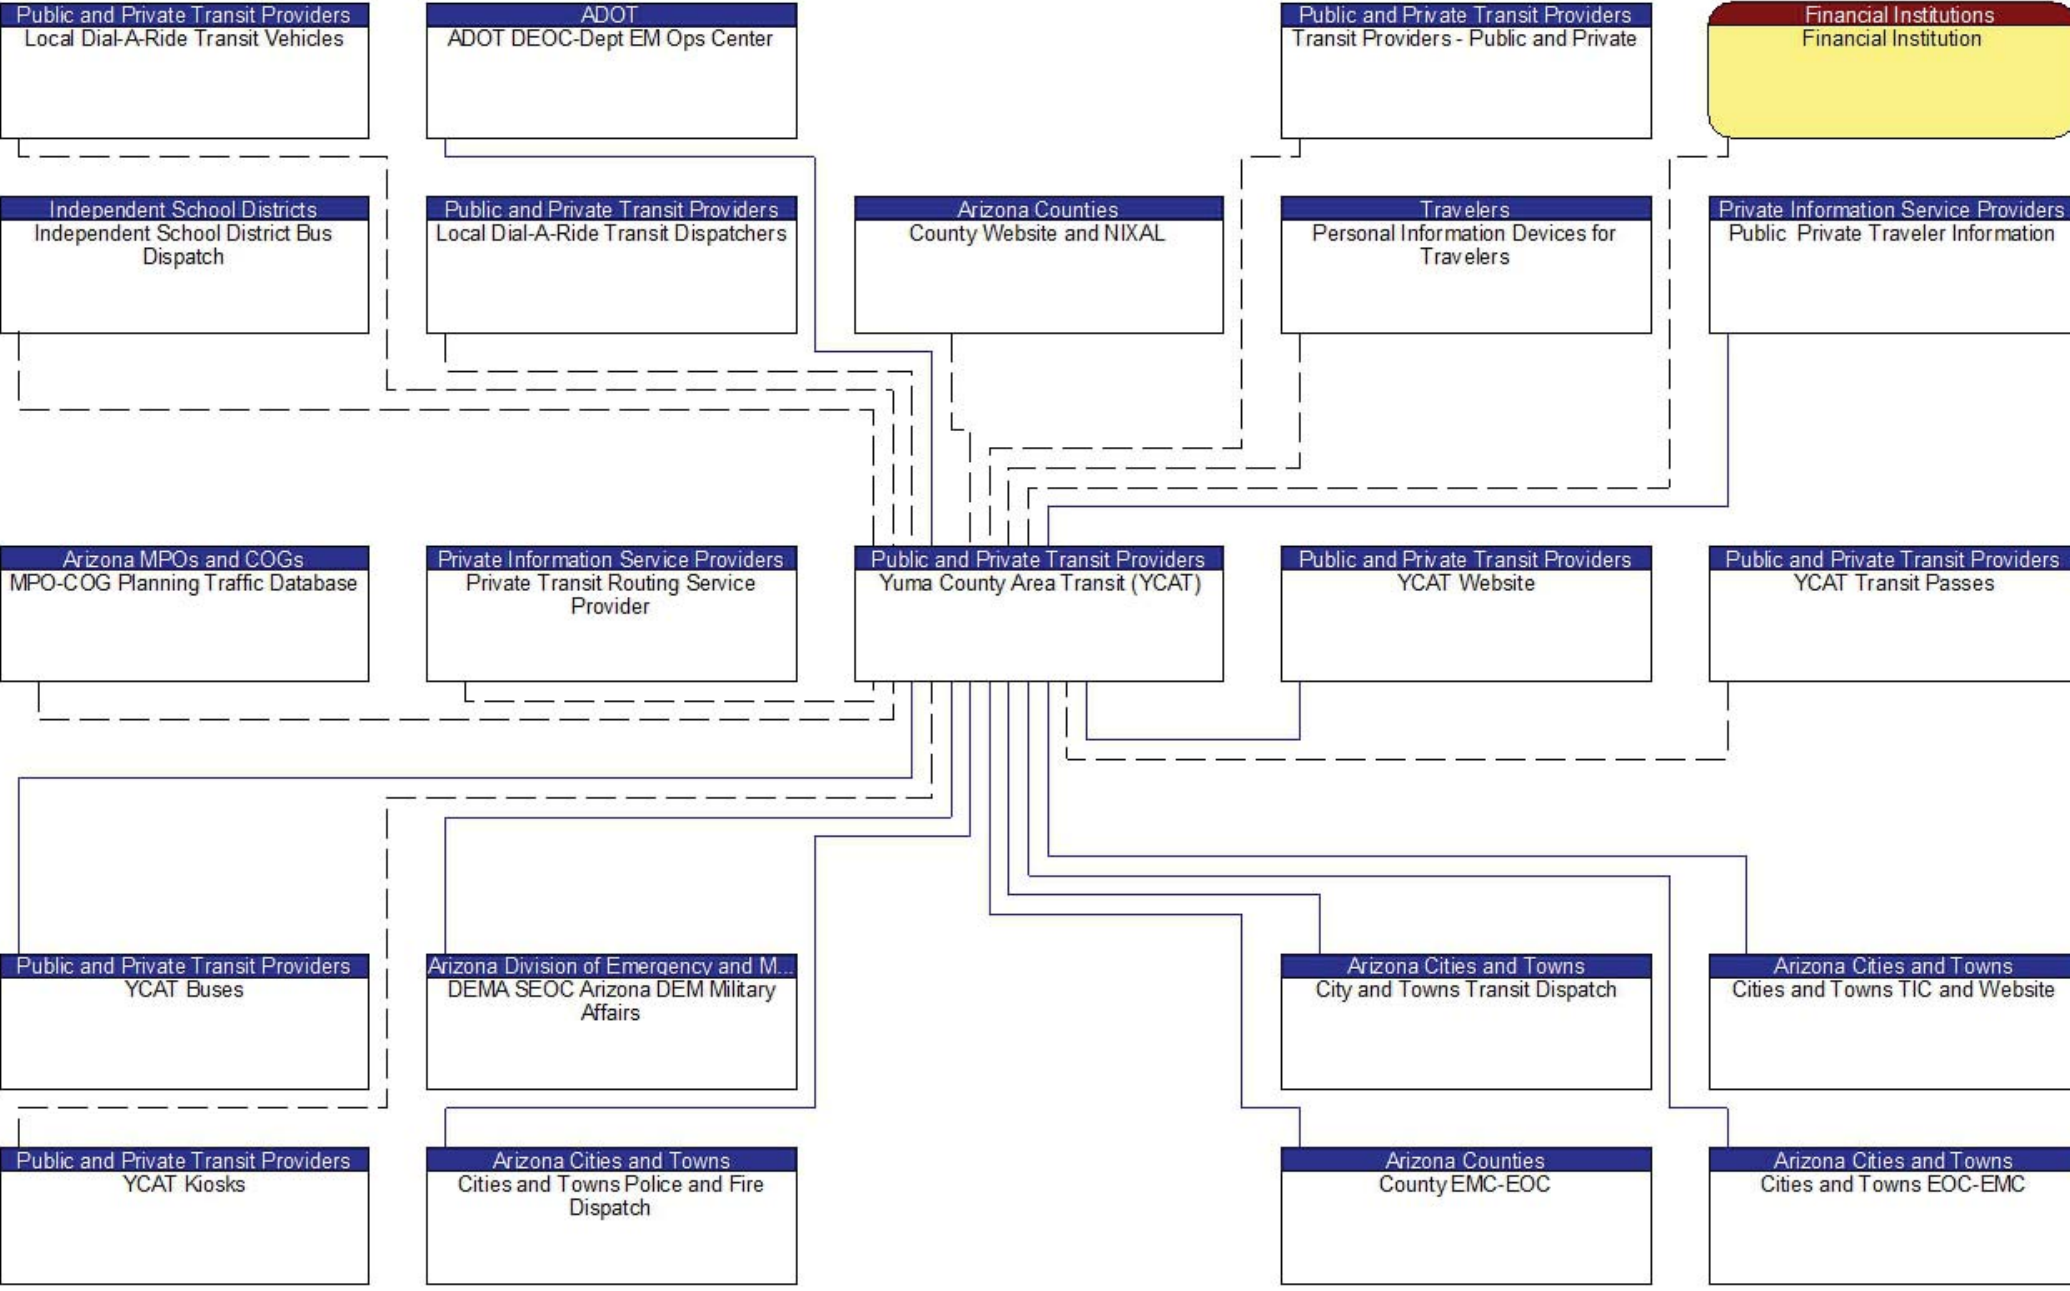 Public and Private Transit Providers
Local Dial-A-Ride Transit Vehicles
ADOT
ADOT DEOC-Dept EM Ops Center
Public and Private Transit Providers
Transit Providers - Public and Private
Financial Institutions
Financial Institution
Independent School Districts
Independent School District Bus
Dispatch
Public and Private Transit Providers
Local Dial-A-Ride Transit Dispatchers
Arizona Counties
County Website and NIXAL
Travelers
Personal Information Devices for
Travelers
Private Information Service Providers
Public Private Traveler Information
Arizona MPOs and COGs
MPO-COG Planning Traffic Database
Private Information Service Providers
Private Transit Routing Service
Provider
Public and Private Transit Providers
Yuma County Area Transit (YCAT)
Public and Private Transit Providers
YCAT Website
Public and Private Transit Providers
YCAT Transit Passes
Public and Private Transit Providers
YCAT Buses
Arizona Division of Emergency and M...
DEMA SEOC Arizona DEM Military
Affairs
Arizona Cities and Towns
City and Towns Transit Dispatch
Arizona Cities and Towns
Cities and Towns TIC and Website
Public and Private Transit Providers
YCAT Kiosks
Arizona Cities and Towns
Cities and Towns Police and Fire
Dispatch
Arizona Counties
County EMC-EOC
Arizona Cities and Towns
Cities and Towns EOC-EMC